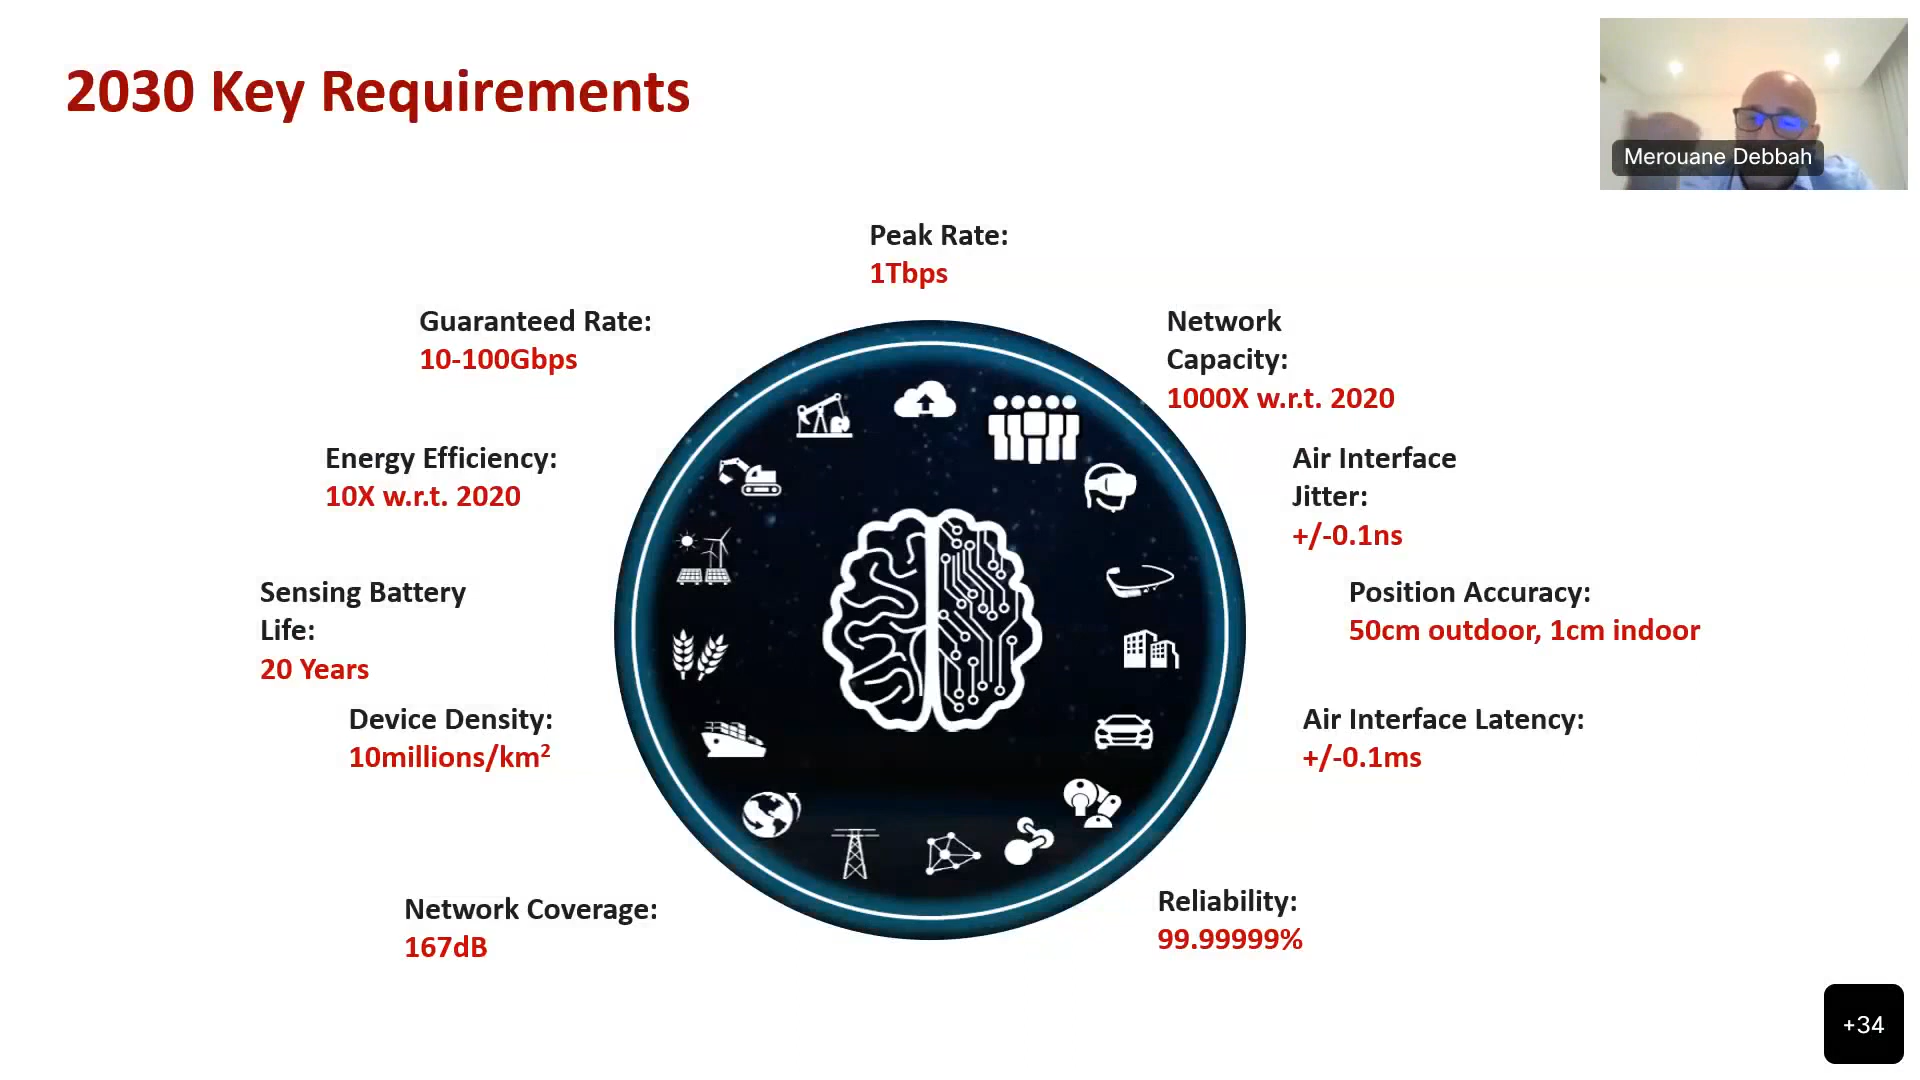 2030 Key Requirements
Merouane Debbah
Peak Rate:
1Tbps
Guaranteed Rate:
10-100Gbps
Network
Capacity:
1000X w.r.t. 2020
Energy Efficiency:
10X w.r.t. 2020
Air Interface
Jitter:
+/-0.1ns
Sensing Battery
Life:
20 Years
Position Accuracy:
50cm outdoor, 1cm indoor
Device Density:
10millions/km²
Air Interface Latency:
+/-0.1ms
Network Coverage:
167dB
Reliability:
99.99999%
+34